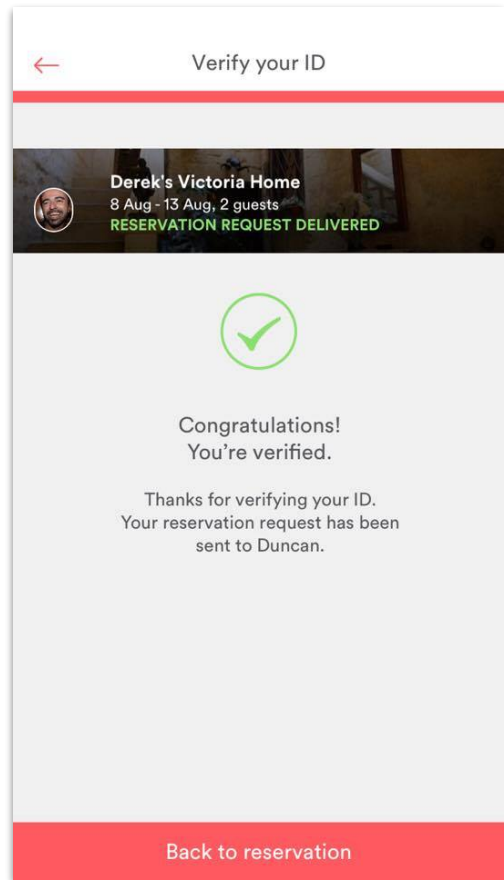 Verify your ID
Derek's Victoria Home
8 Aug - 13 Aug, 2 guests
RESERVATION REQUEST DELIVERED
Congratulations!
You’re verified.
Thanks for verifying your ID.
Your reservation request has been
sent to Duncan.
Back to reservation